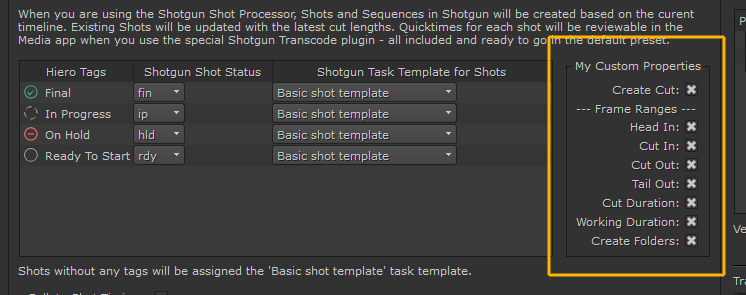 When you are using the Shotgun Shot Processor, Shots and Sequences in Shotgun will be created based on the curent
timeline. Existing Shots will be updated with the latest cut lengths. Quicktimes for each shot will be reviewable in the
Media app when you use the special Shotgun Transcode plugin - all included and ready to go in the default preset.
Hiero Tags Shotgun Shot Status Shotgun Task Template for Shots
Final fin Basic shot template
In Progress ip Basic shot template
On Hold hld Basic shot template
Ready To Start rdy Basic shot template
Shots without any tags will be assigned the 'Basic shot template' task template.
My Custom Properties
Create Cut:
--- Frame Ranges ---
Head In:
Cut In:
Cut Out:
Tail Out:
Cut Duration:
Working Duration:
Create Folders: